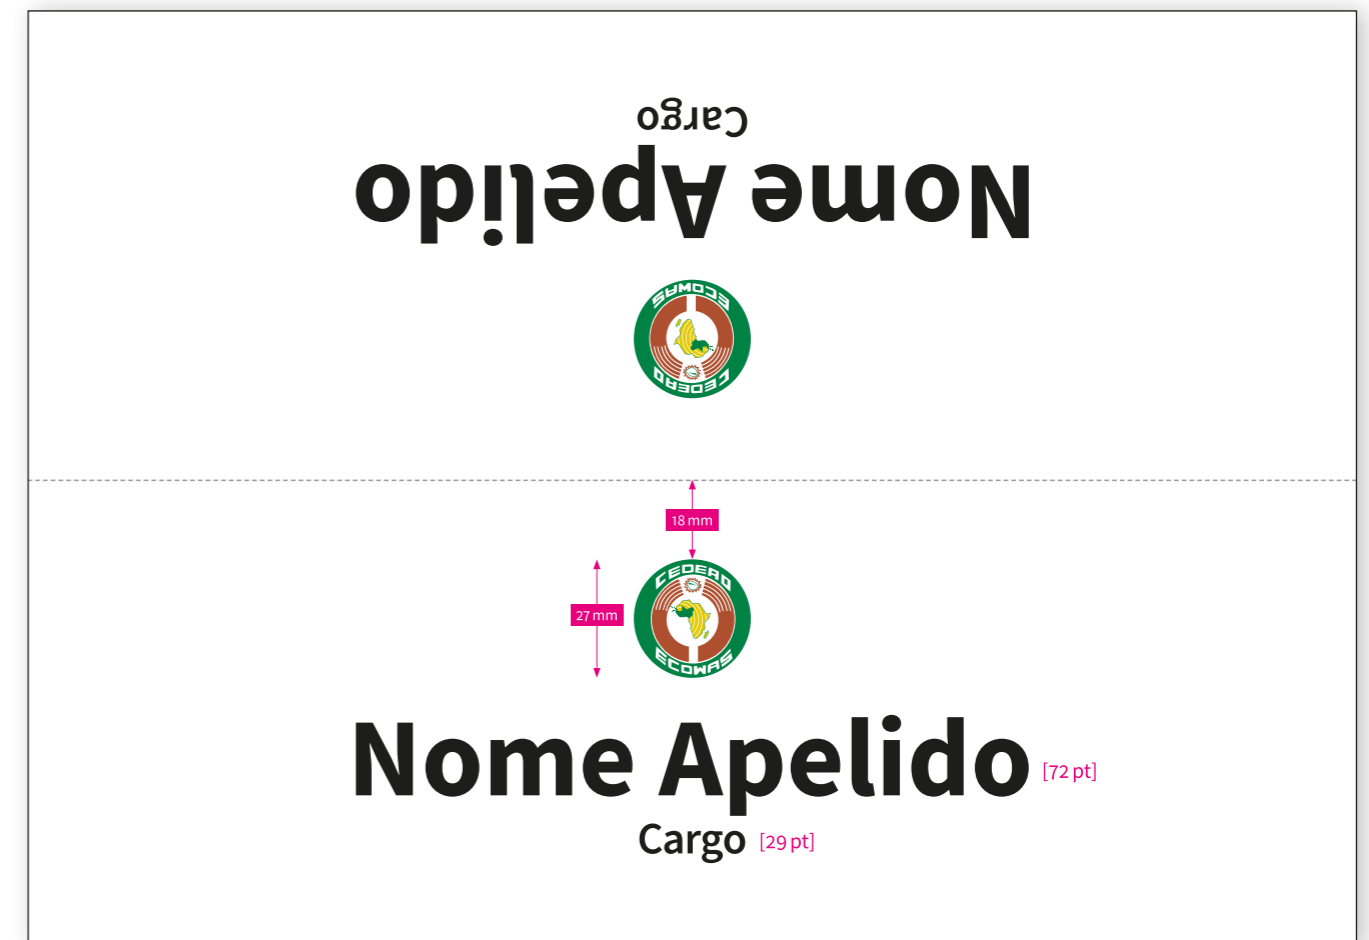 Cargo
Nome Apelido
ECOWAS
CEDEAO
18 mm
CEDEAO
27 mm
ECOWAS
Nome Apelido [72 pt]
Cargo [29 pt]